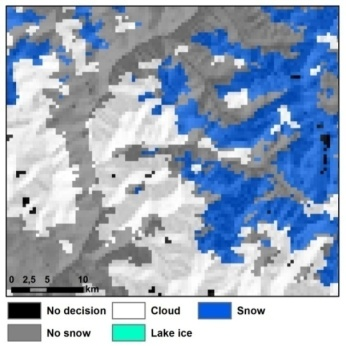 0 2,5 5 10
km
No decision Cloud Snow
No snow Lake ice